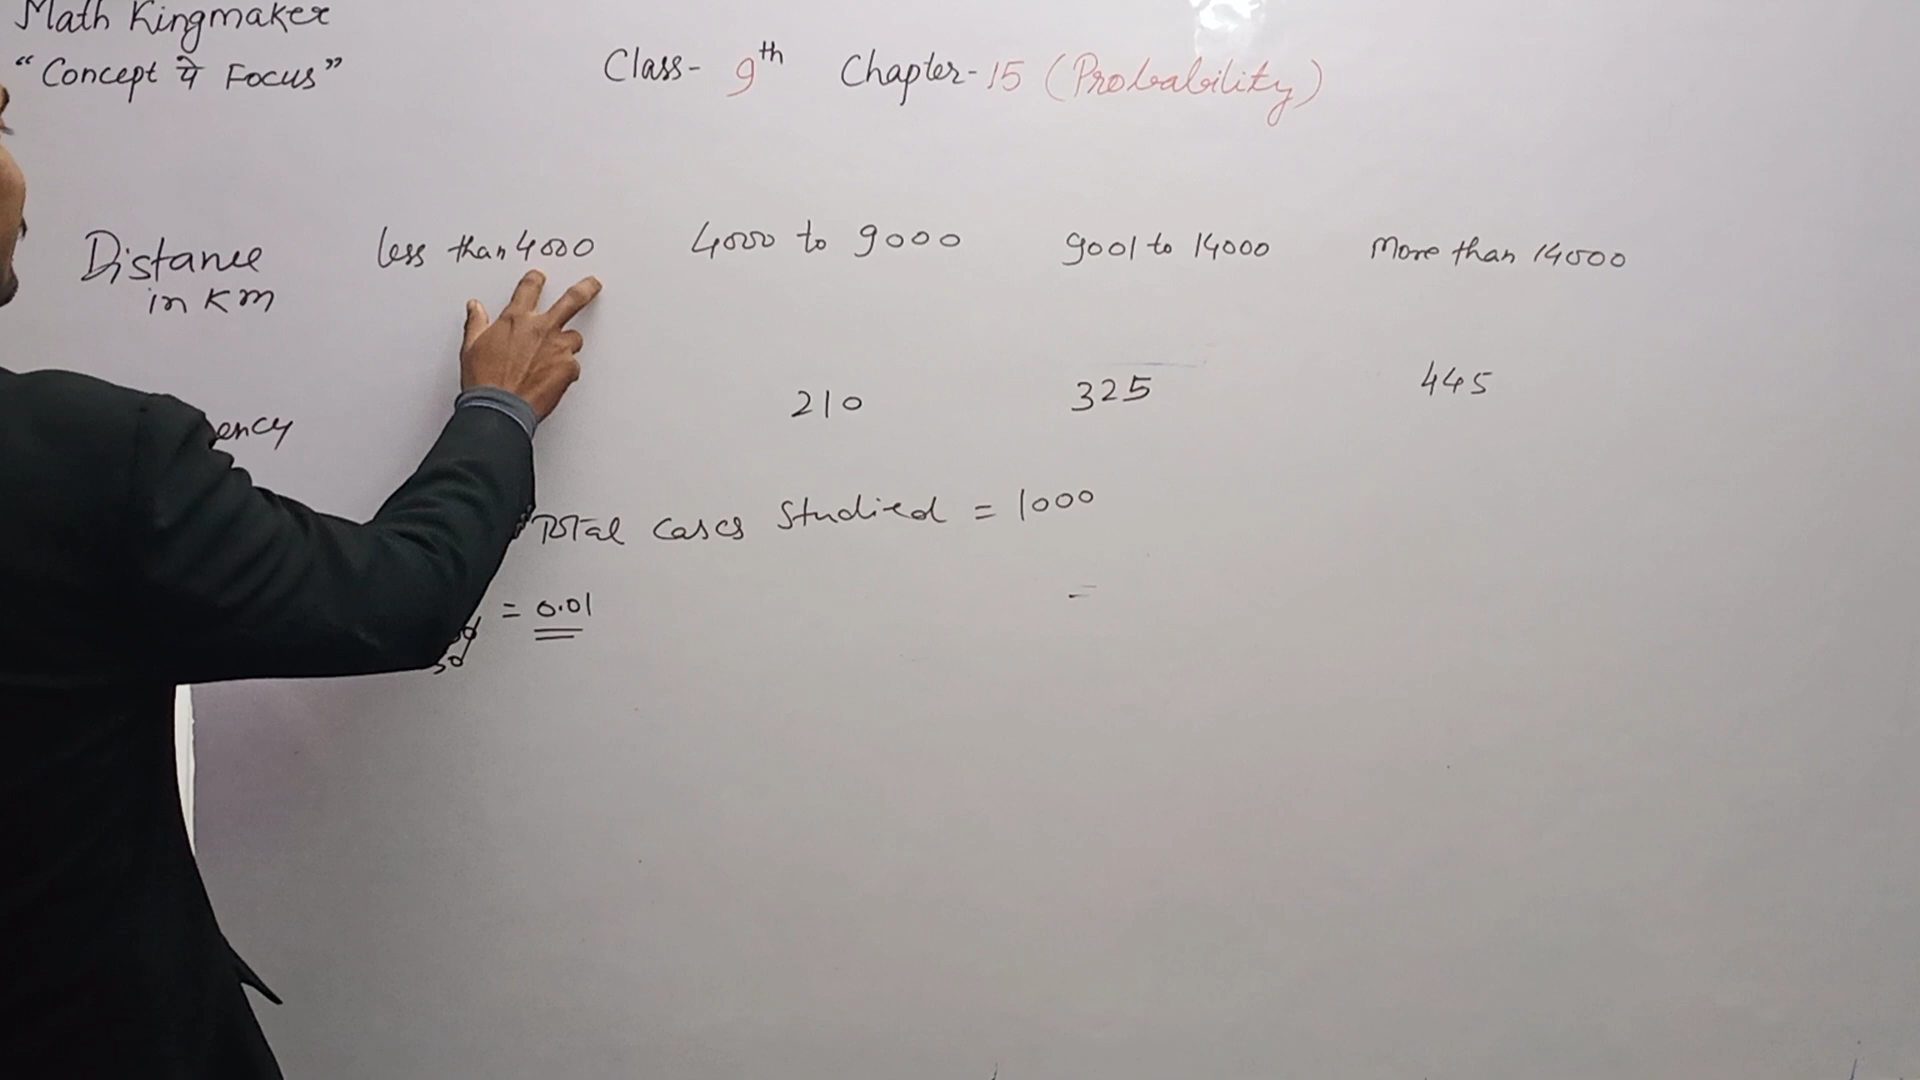 Math Kingmaker
"Concept पे Focus"
Class- 9th Chapter-15 (Probability)
Distance in Km less than 4000 4000 to 9000 9001 to 14000 More than 14000
ency 210 325 445
Total cases studied = 1000
= 0.01 =